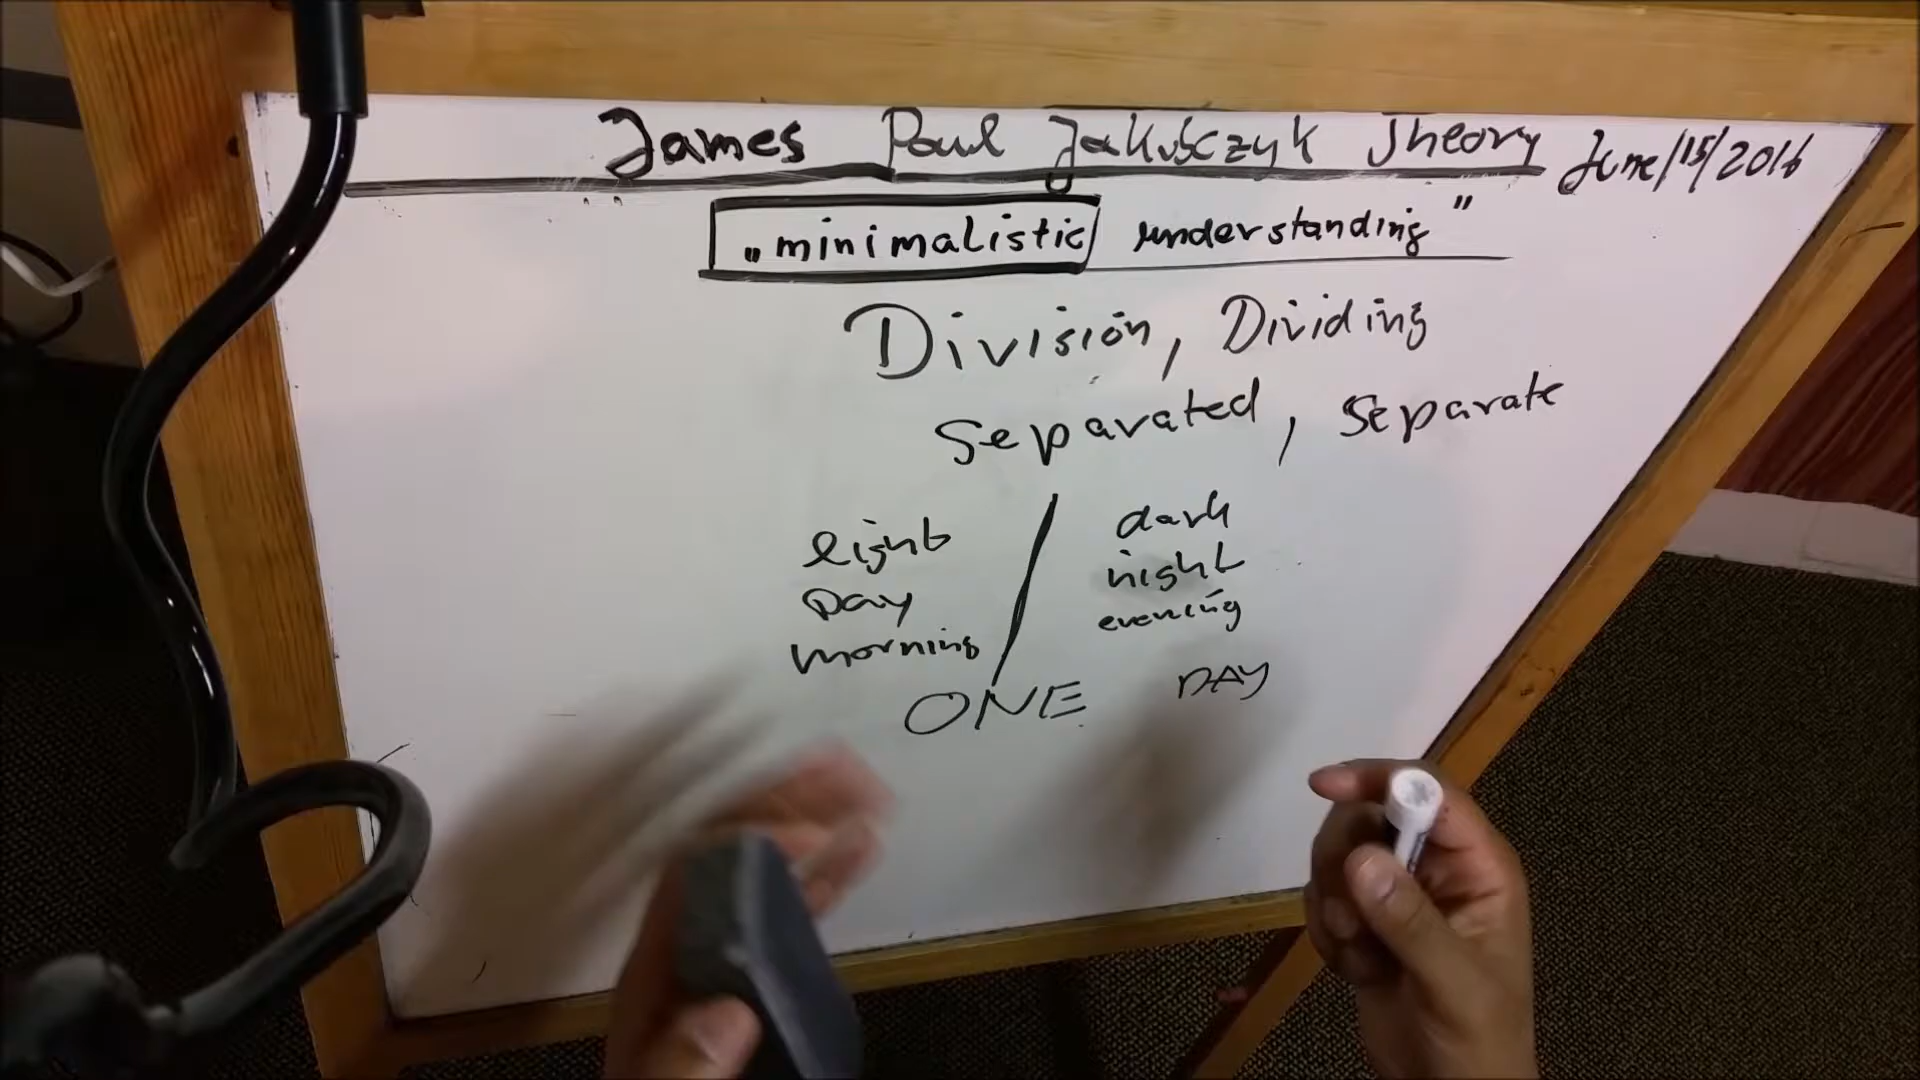 James Paul Jakubczyk Theory June/15/2016
„minimalistic understanding"
Division, Dividing
Separated, Separate
light / dark
Day night
morning evening
ONE DAY